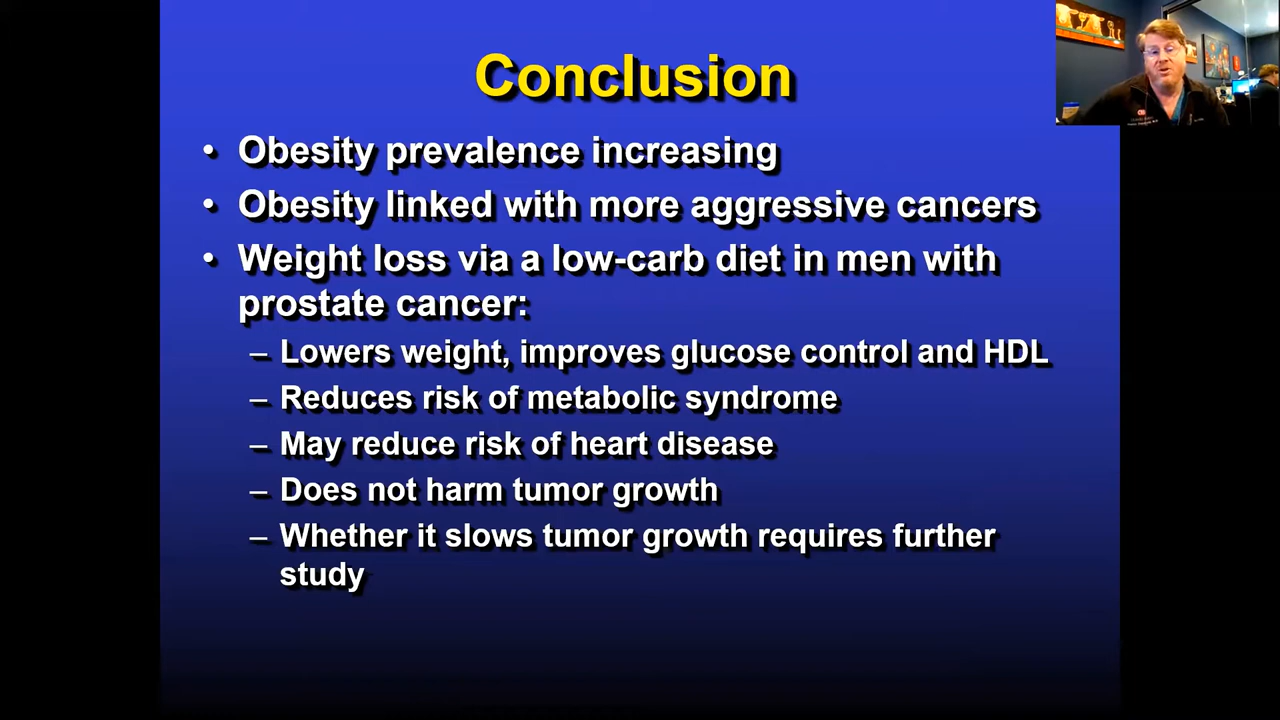 Conclusion
• Obesity prevalence increasing
• Obesity linked with more aggressive cancers
• Weight loss via a low-carb diet in men with
prostate cancer:
– Lowers weight, improves glucose control and HDL
– Reduces risk of metabolic syndrome
– May reduce risk of heart disease
– Does not harm tumor growth
– Whether it slows tumor growth requires further
study